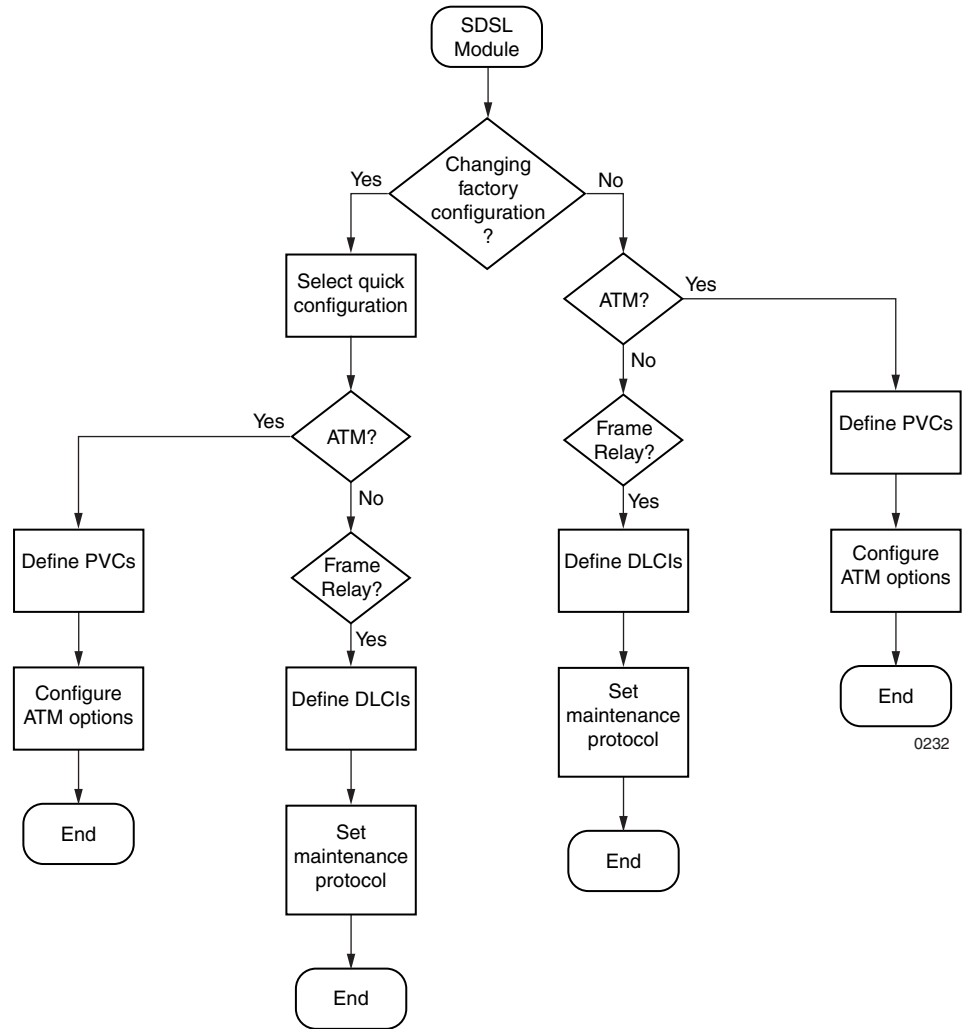 SDSL
Module
Changing
factory
configuration
?
Yes
No
Select quick
configuration
ATM?
Yes
No
ATM?
Yes
No
Define PVCs
Frame
Relay?
Yes
Define PVCs
Configure
ATM options
Frame
Relay?
Yes
Define DLCIs
Configure
ATM options
End
Define DLCIs
Set
maintenance
protocol
End
0232
End
Set
maintenance
protocol
End